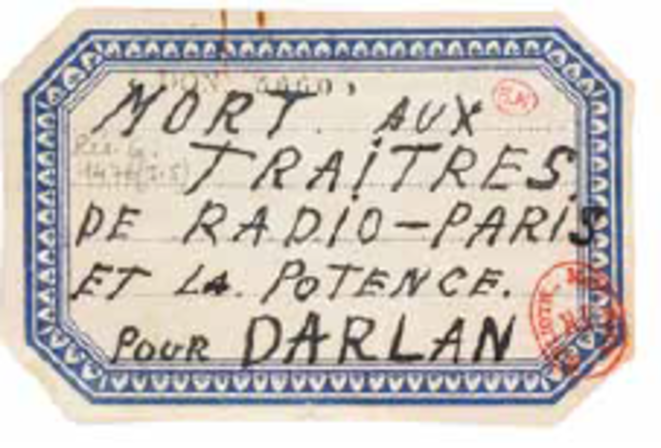 MORT. AUX
TRAITRES.
DE RADIO-PARIS
ET LA. POTENCE.
POUR DARLAN